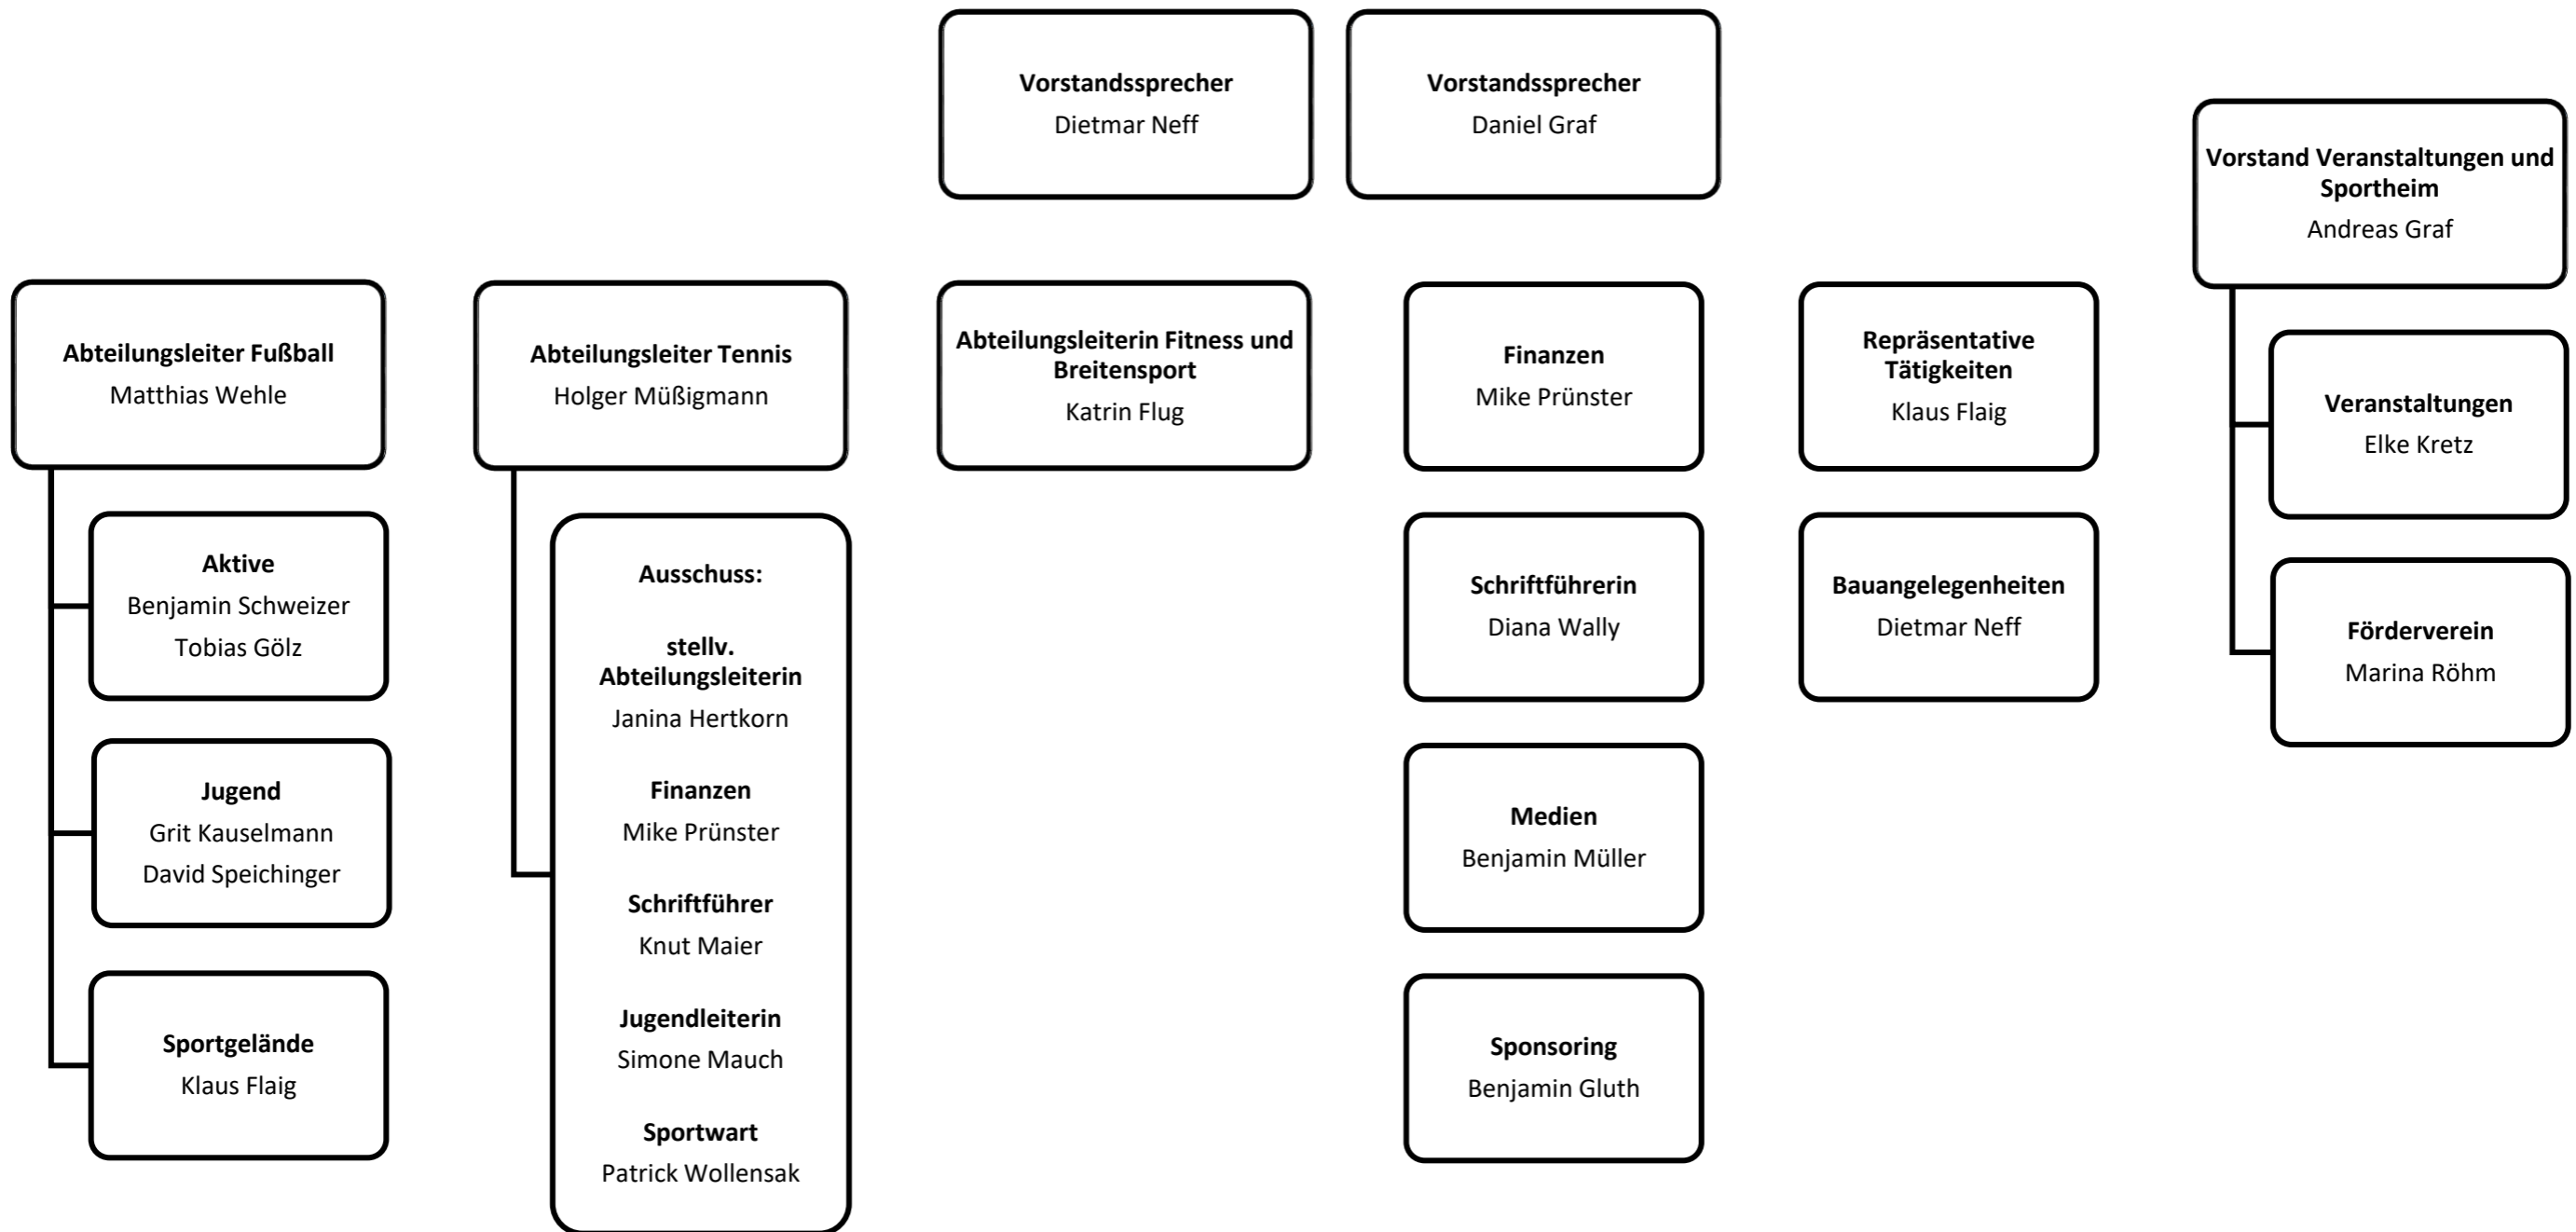 Vorstandssprecher
Dietmar Neff
Vorstandssprecher
Daniel Graf
Vorstand Veranstaltungen und
Sportheim
Andreas Graf
Abteilungsleiter Fußball
Matthias Wehle
Abteilungsleiter Tennis
Holger Müßigmann
Abteilungsleiterin Fitness und
Breitensport
Katrin Flug
Finanzen
Mike Prünster
Repräsentative
Tätigkeiten
Klaus Flaig
Veranstaltungen
Elke Kretz
Aktive
Benjamin Schweizer
Tobias Gölz
Ausschuss:
stellv.
Abteilungsleiterin
Janina Hertkorn
Finanzen
Mike Prünster
Schriftführer
Knut Maier
Jugendleiterin
Simone Mauch
Sportwart
Patrick Wollensak
Schriftführerin
Diana Wally
Bauangelegenheiten
Dietmar Neff
Förderverein
Marina Röhm
Jugend
Grit Kauselmann
David Speichinger
Medien
Benjamin Müller
Sportgelände
Klaus Flaig
Sponsoring
Benjamin Gluth